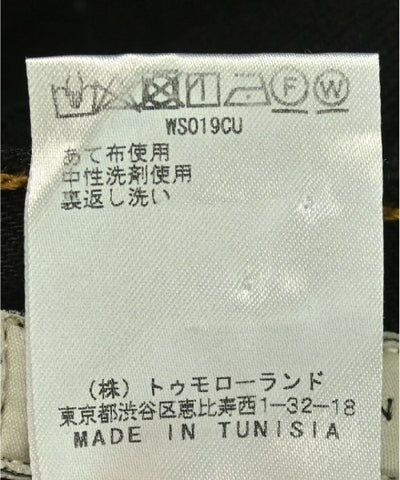 F W
WS019CU
あて布使用
中性洗剤使用
裏返し洗い
(株)トゥモローランド
東京都渋谷区恵比寿西1-32-18
MADE IN TUNISIA
N